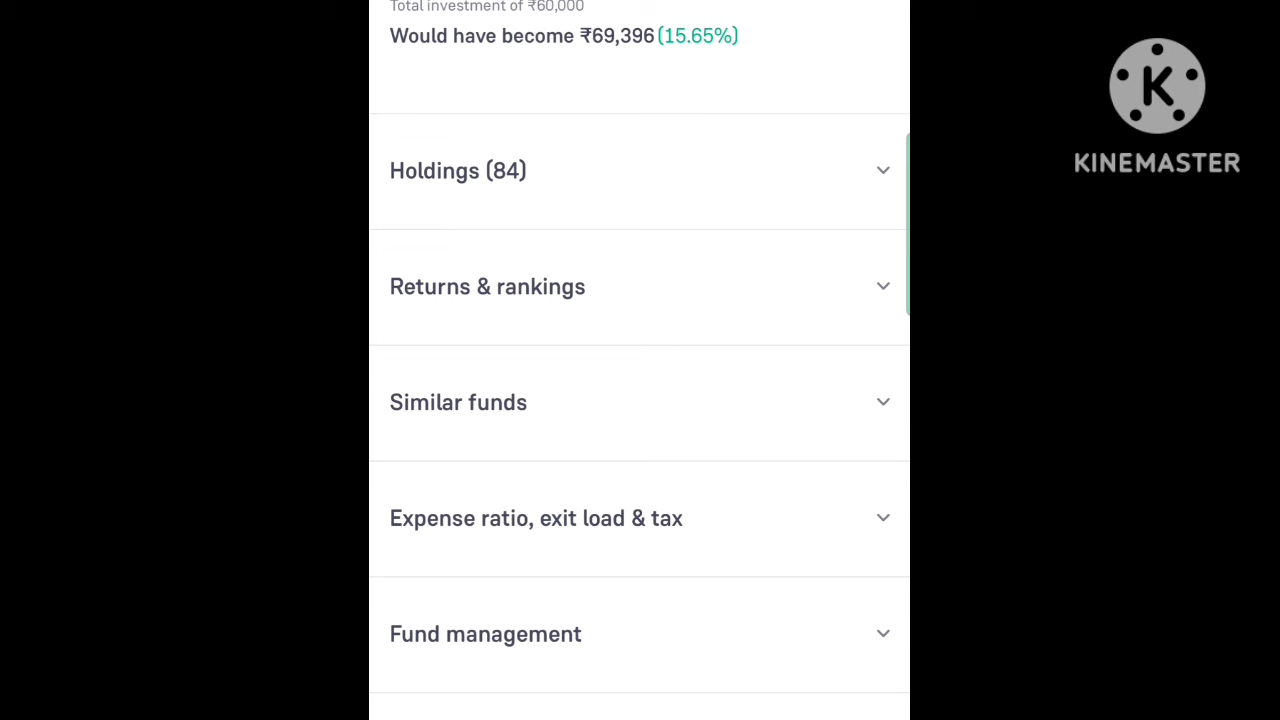 Total investment of ₹60,000
Would have become ₹69,396 (15.65%)
K
KINEMASTER
Holdings (84)
Returns & rankings
Similar funds
Expense ratio, exit load & tax
Fund management